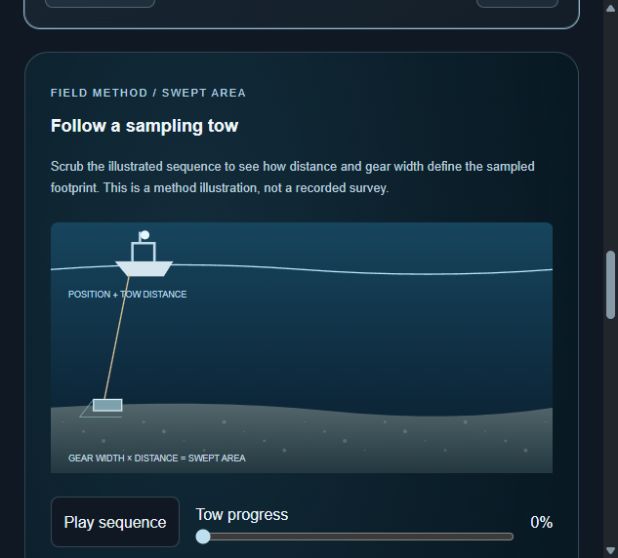 FIELD METHOD / SWEPT AREA
Follow a sampling tow
Scrub the illustrated sequence to see how distance and gear width define the sampled
footprint. This is a method illustration, not a recorded survey.
POSITION + TOW DISTANCE
GEAR WIDTH × DISTANCE = SWEPT AREA
Play sequence
Tow progress
0%